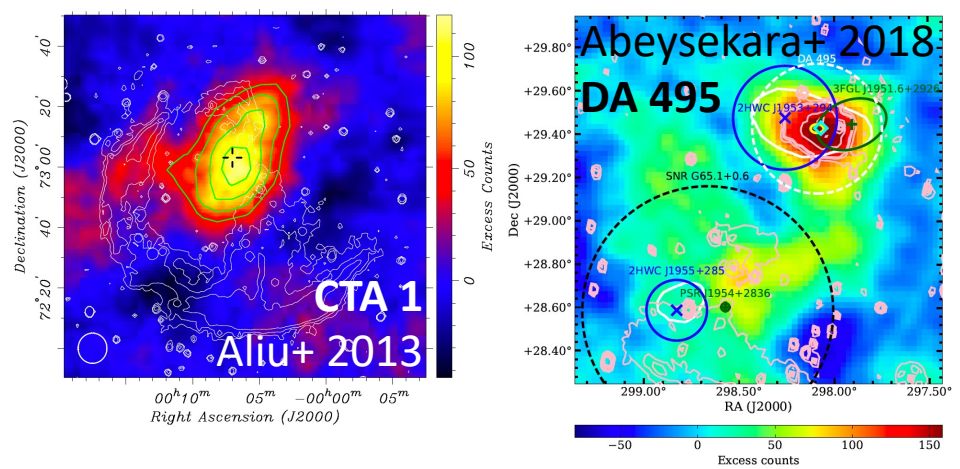 40'
20'
73°00'
40'
72°20'
Declination (J2000)
00ʰ10ᵐ 05ᵐ −00ʰ00ᵐ 05ᵐ
Right Ascension (J2000)
CTA 1
Aliu+ 2013
100
50
0
Excess Counts
Abeysekara+ 2018
DA 495
DA 495
3FGL J1951.6+2926
2HWC J1953+294
SNR G65.1+0.6
2HWC J1955+285
PSR J1954+2836
+29.80°
+29.60°
+29.40°
+29.20°
+29.00°
+28.80°
+28.60°
+28.40°
Dec (J2000)
299.00° 298.50° 298.00° 297.50°
RA (J2000)
−50 0 50 100 150
Excess counts